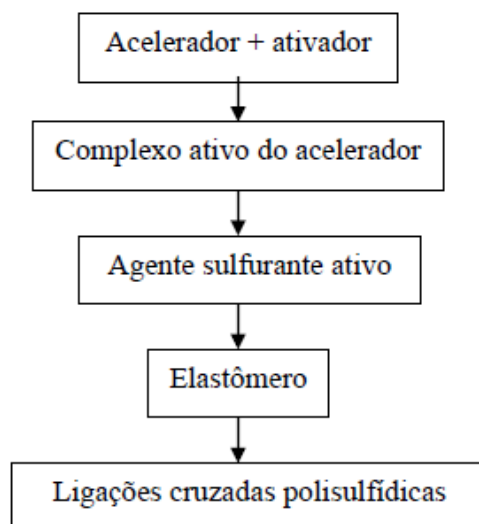 Acelerador + ativador
Complexo ativo do acelerador
Agente sulfurante ativo
Elastômero
Ligações cruzadas polisulfídicas